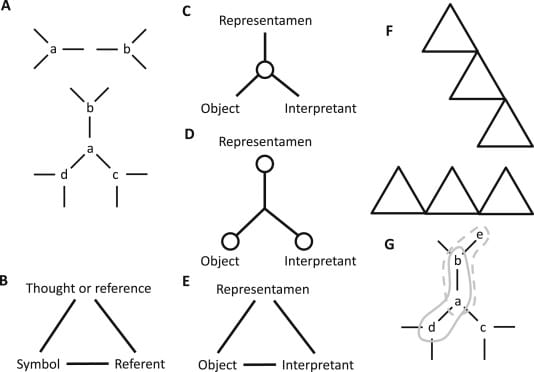 A
a b
b
a
d c
B
Thought or reference
Symbol Referent
C
Representamen
Object Interpretant
D
Representamen
Object Interpretant
E
Representamen
Object Interpretant
F
G
e
b
a
d c